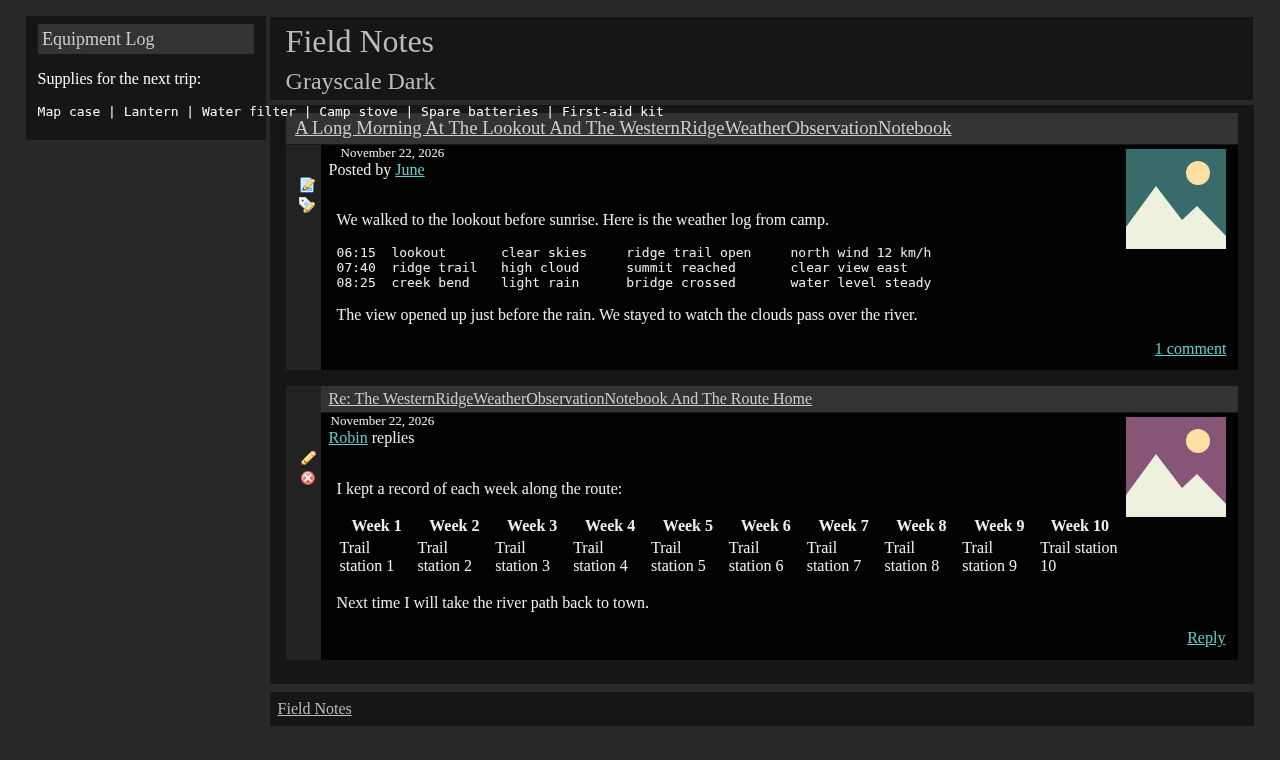 Equipment Log
Supplies for the next trip:
Map case | Lantern | Water filter | Camp stove | Spare batteries | First-aid kit
Field Notes
Grayscale Dark
A Long Morning At The Lookout And The WesternRidgeWeatherObservationNotebook
November 22, 2026
Posted by June
We walked to the lookout before sunrise. Here is the weather log from camp.
06:15  lookout       clear skies     ridge trail open     north wind 12 km/h
07:40  ridge trail   high cloud      summit reached       clear view east
08:25  creek bend    light rain      bridge crossed       water level steady
The view opened up just before the rain. We stayed to watch the clouds pass over the river.
1 comment
Re: The WesternRidgeWeatherObservationNotebook And The Route Home
November 22, 2026
Robin replies
I kept a record of each week along the route:
Week 1 Week 2 Week 3 Week 4 Week 5 Week 6 Week 7 Week 8 Week 9 Week 10
Trail Trail Trail Trail Trail Trail Trail Trail Trail Trail station
station 1 station 2 station 3 station 4 station 5 station 6 station 7 station 8 station 9 10
Next time I will take the river path back to town.
Reply
Field Notes